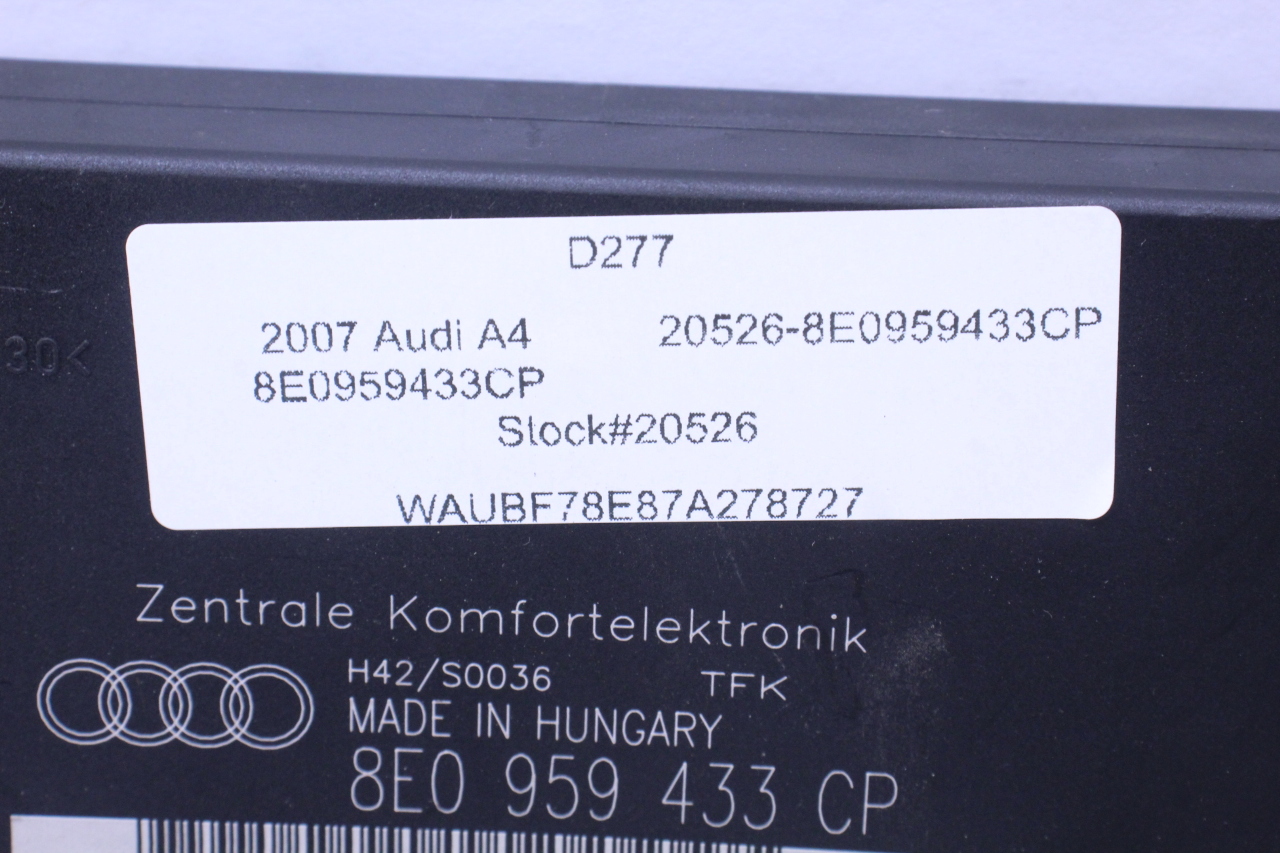 D277
2007 Audi A4 20526-8E0959433CP
8E0959433CP
Stock#20526
WAUBF78E87A278727
30K
Zentrale Komfortelektronik
H42/S0036 TFK
MADE IN HUNGARY
8E0 959 433 CP